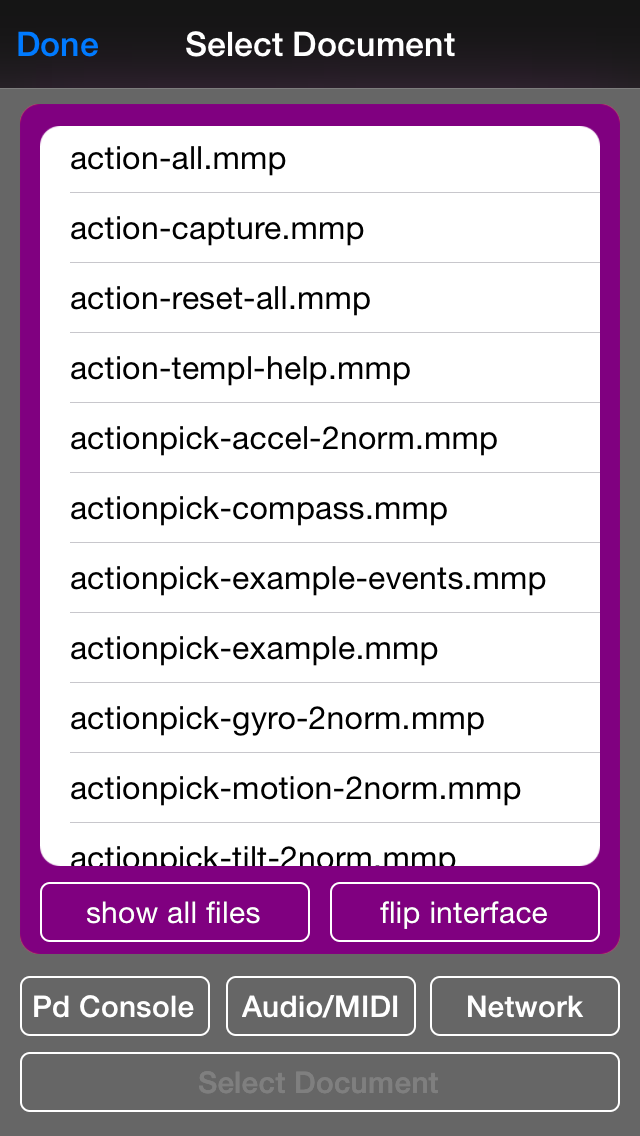 Done Select Document
action-all.mmp
action-capture.mmp
action-reset-all.mmp
action-templ-help.mmp
actionpick-accel-2norm.mmp
actionpick-compass.mmp
actionpick-example-events.mmp
actionpick-example.mmp
actionpick-gyro-2norm.mmp
actionpick-motion-2norm.mmp
actionpick-tilt-2norm.mmp
show all files flip interface
Pd Console Audio/MIDI Network
Select Document